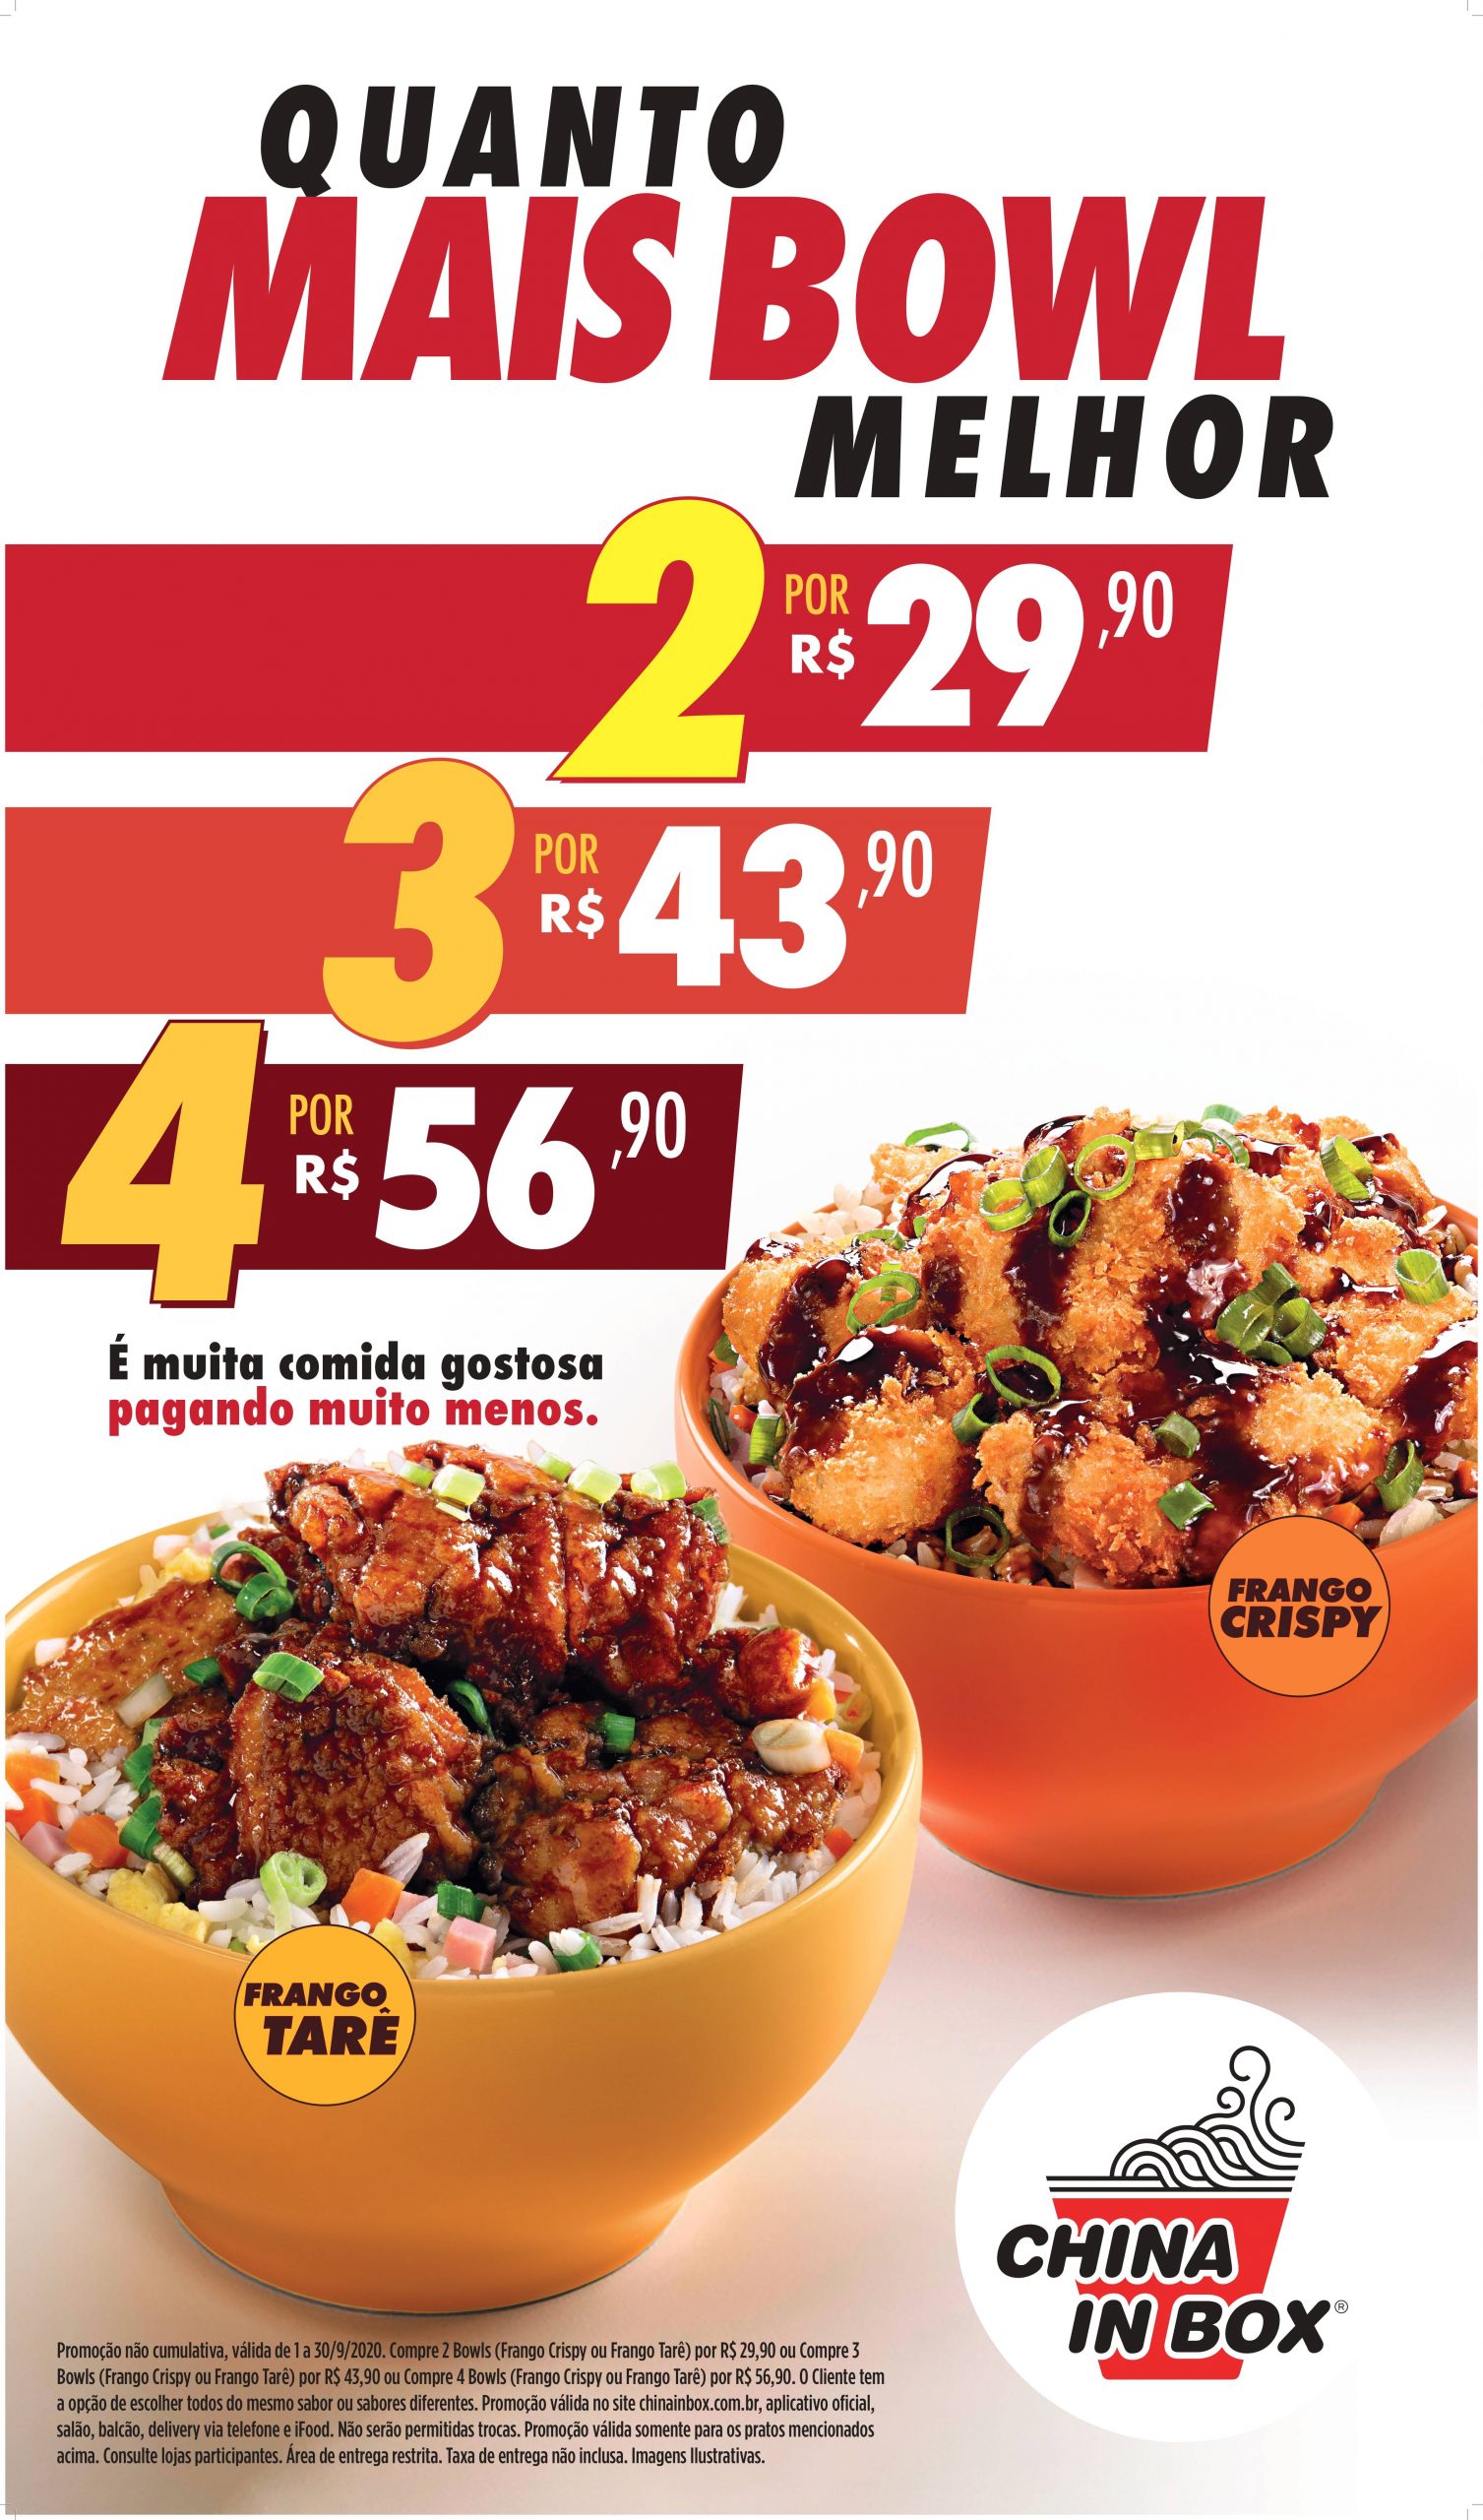 QUANTO
MAIS BOWL
MELHOR
2 POR R$ 29,90
3 POR R$ 43,90
4 POR R$ 56,90
É muita comida gostosa
pagando muito menos.
FRANGO
CRISPY
FRANGO
TARÊ
CHINA
IN BOX®
Promoção não cumulativa, válida de 1 a 30/9/2020. Compre 2 Bowls (Frango Crispy ou Frango Tarê) por R$ 29,90 ou Compre 3
Bowls (Frango Crispy ou Frango Tarê) por R$ 43,90 ou Compre 4 Bowls (Frango Crispy ou Frango Tarê) por R$ 56,90. O Cliente tem
a opção de escolher todos do mesmo sabor ou sabores diferentes. Promoção válida no site chinainbox.com.br, aplicativo oficial,
salão, balcão, delivery via telefone e iFood. Não serão permitidas trocas. Promoção válida somente para os pratos mencionados
acima. Consulte lojas participantes. Área de entrega restrita. Taxa de entrega não inclusa. Imagens Ilustrativas.